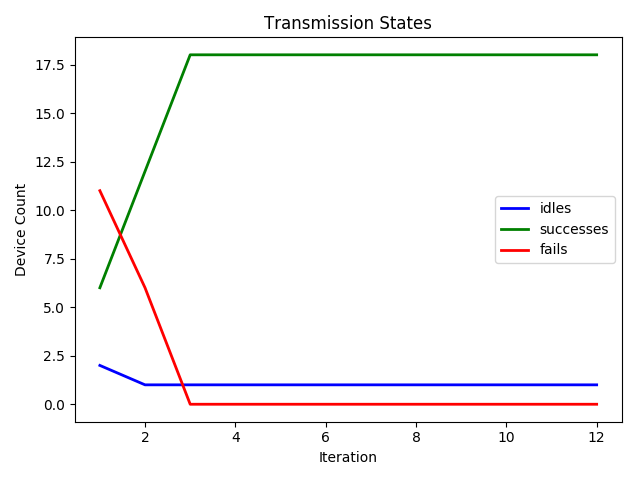 Transmission States
17.5
15.0
12.5
10.0
7.5
5.0
2.5
0.0
Device Count
idles
successes
fails
2 4 6 8 10 12
Iteration